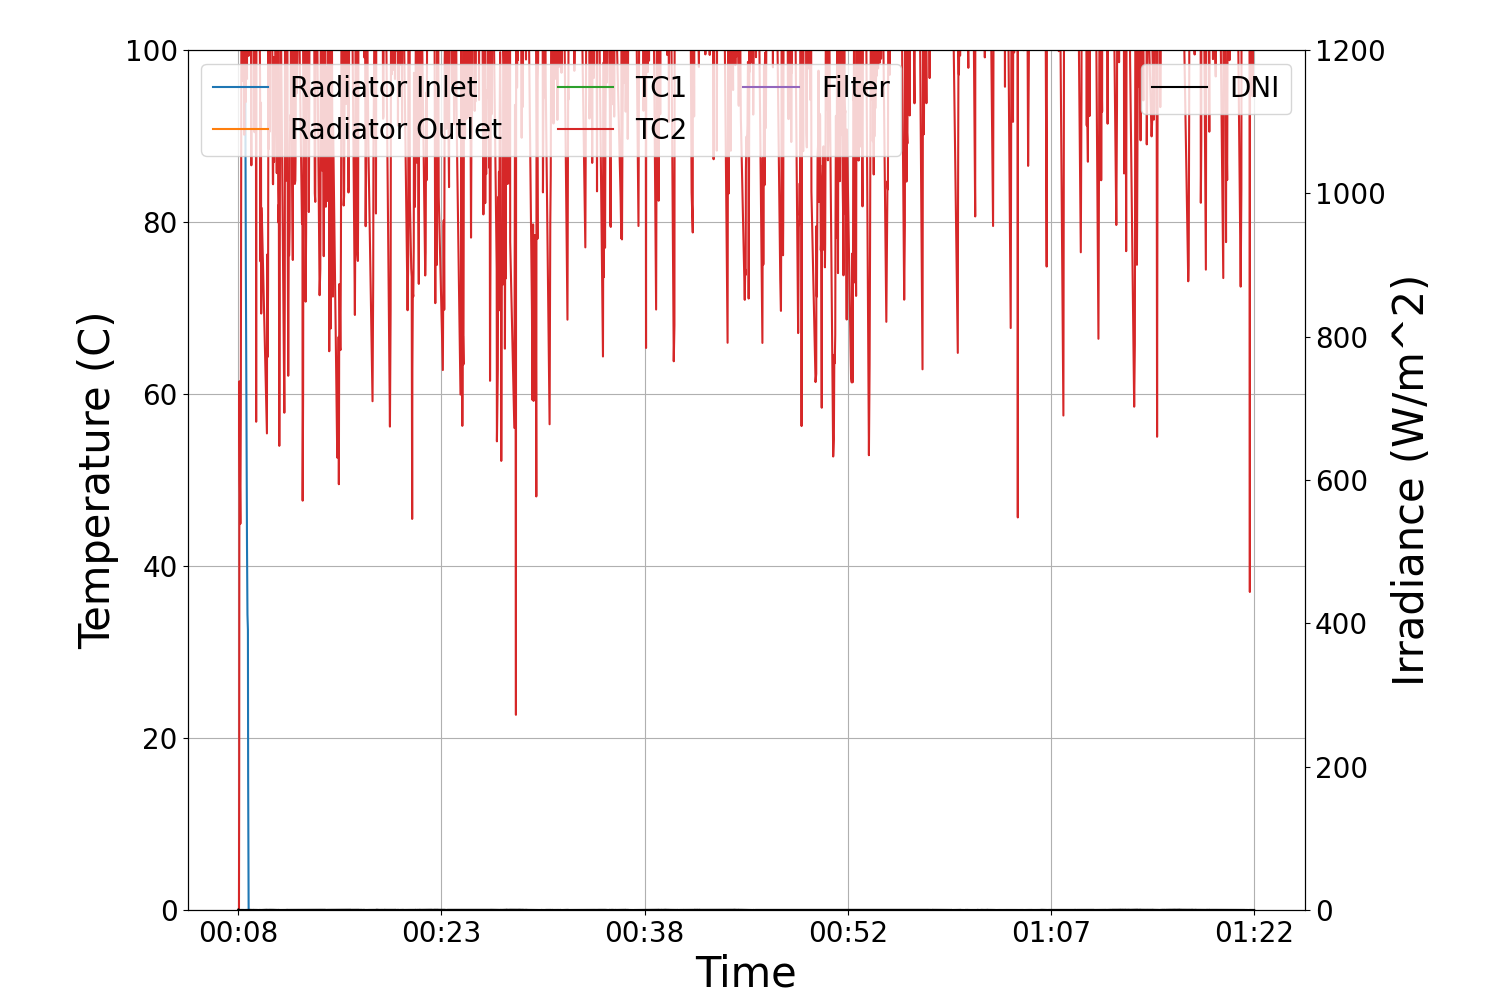 100
80
60
40
20
0
Temperature (C)
Radiator Inlet
Radiator Outlet
TC1
TC2
Filter
DNI
1200
1000
800
600
400
200
0
Irradiance (W/m^2)
00:08 00:23 00:38 00:52 01:07 01:22
Time